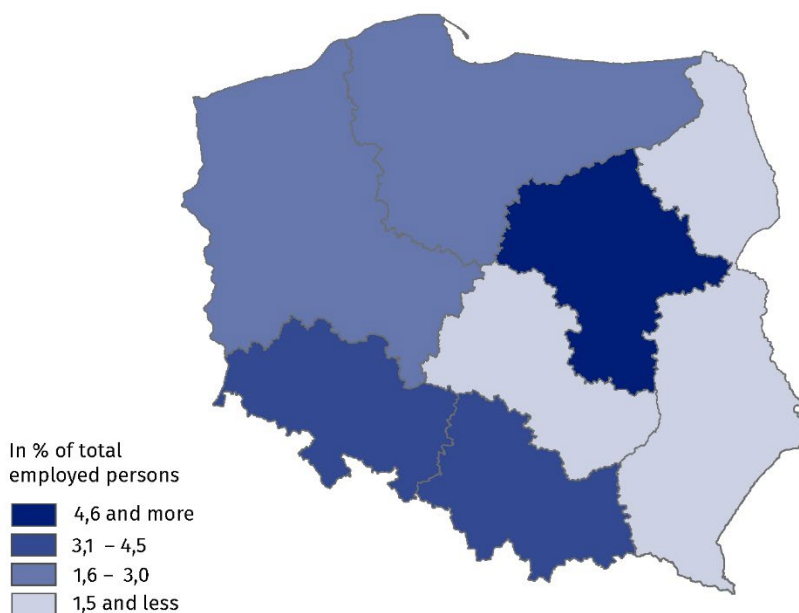 In % of total
employed persons
4,6 and more
3,1 – 4,5
1,6 – 3,0
1,5 and less